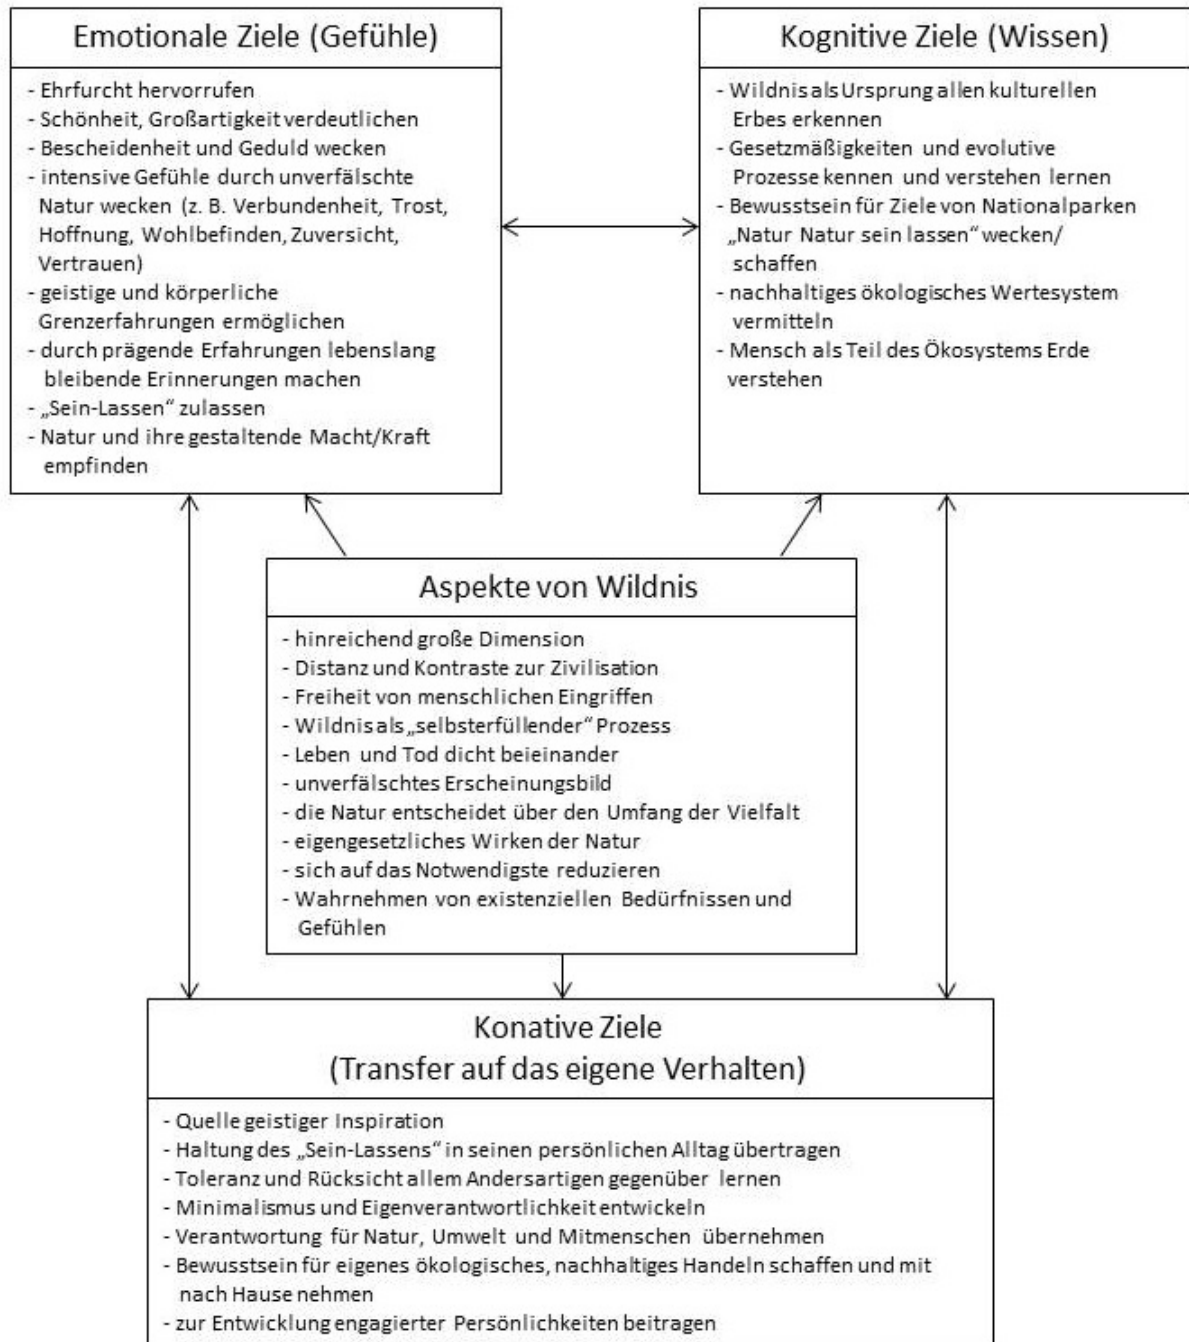 Emotionale Ziele (Gefühle)
- Ehrfurcht hervorrufen
- Schönheit, Großartigkeit verdeutlichen
- Bescheidenheit und Geduld wecken
- intensive Gefühle durch unverfälschte
Natur wecken (z. B. Verbundenheit, Trost,
Hoffnung, Wohlbefinden, Zuversicht,
Vertrauen)
- geistige und körperliche
Grenzerfahrungen ermöglichen
- durch prägende Erfahrungen lebenslang
bleibende Erinnerungen machen
- „Sein-Lassen“ zulassen
- Natur und ihre gestaltende Macht/Kraft
empfinden
Kognitive Ziele (Wissen)
- Wildnis als Ursprung allen kulturellen
Erbes erkennen
- Gesetzmäßigkeiten und evolutive
Prozesse kennen und verstehen lernen
- Bewusstsein für Ziele von Nationalparken
„Natur Natur sein lassen“ wecken/
schaffen
- nachhaltiges ökologisches Wertesystem
vermitteln
- Mensch als Teil des Ökosystems Erde
verstehen
Aspekte von Wildnis
- hinreichend große Dimension
- Distanz und Kontraste zur Zivilisation
- Freiheit von menschlichen Eingriffen
- Wildnis als „selbsterfüllender“ Prozess
- Leben und Tod dicht beieinander
- unverfälschtes Erscheinungsbild
- die Natur entscheidet über den Umfang der Vielfalt
- eigengesetzliches Wirken der Natur
- sich auf das Notwendigste reduzieren
- Wahrnehmen von existenziellen Bedürfnissen und
Gefühlen
Konative Ziele
(Transfer auf das eigene Verhalten)
- Quelle geistiger Inspiration
- Haltung des „Sein-Lassens“ in seinen persönlichen Alltag übertragen
- Toleranz und Rücksicht allem Andersartigen gegenüber lernen
- Minimalismus und Eigenverantwortlichkeit entwickeln
- Verantwortung für Natur, Umwelt und Mitmenschen übernehmen
- Bewusstsein für eigenes ökologisches, nachhaltiges Handeln schaffen und mit
nach Hause nehmen
- zur Entwicklung engagierter Persönlichkeiten beitragen